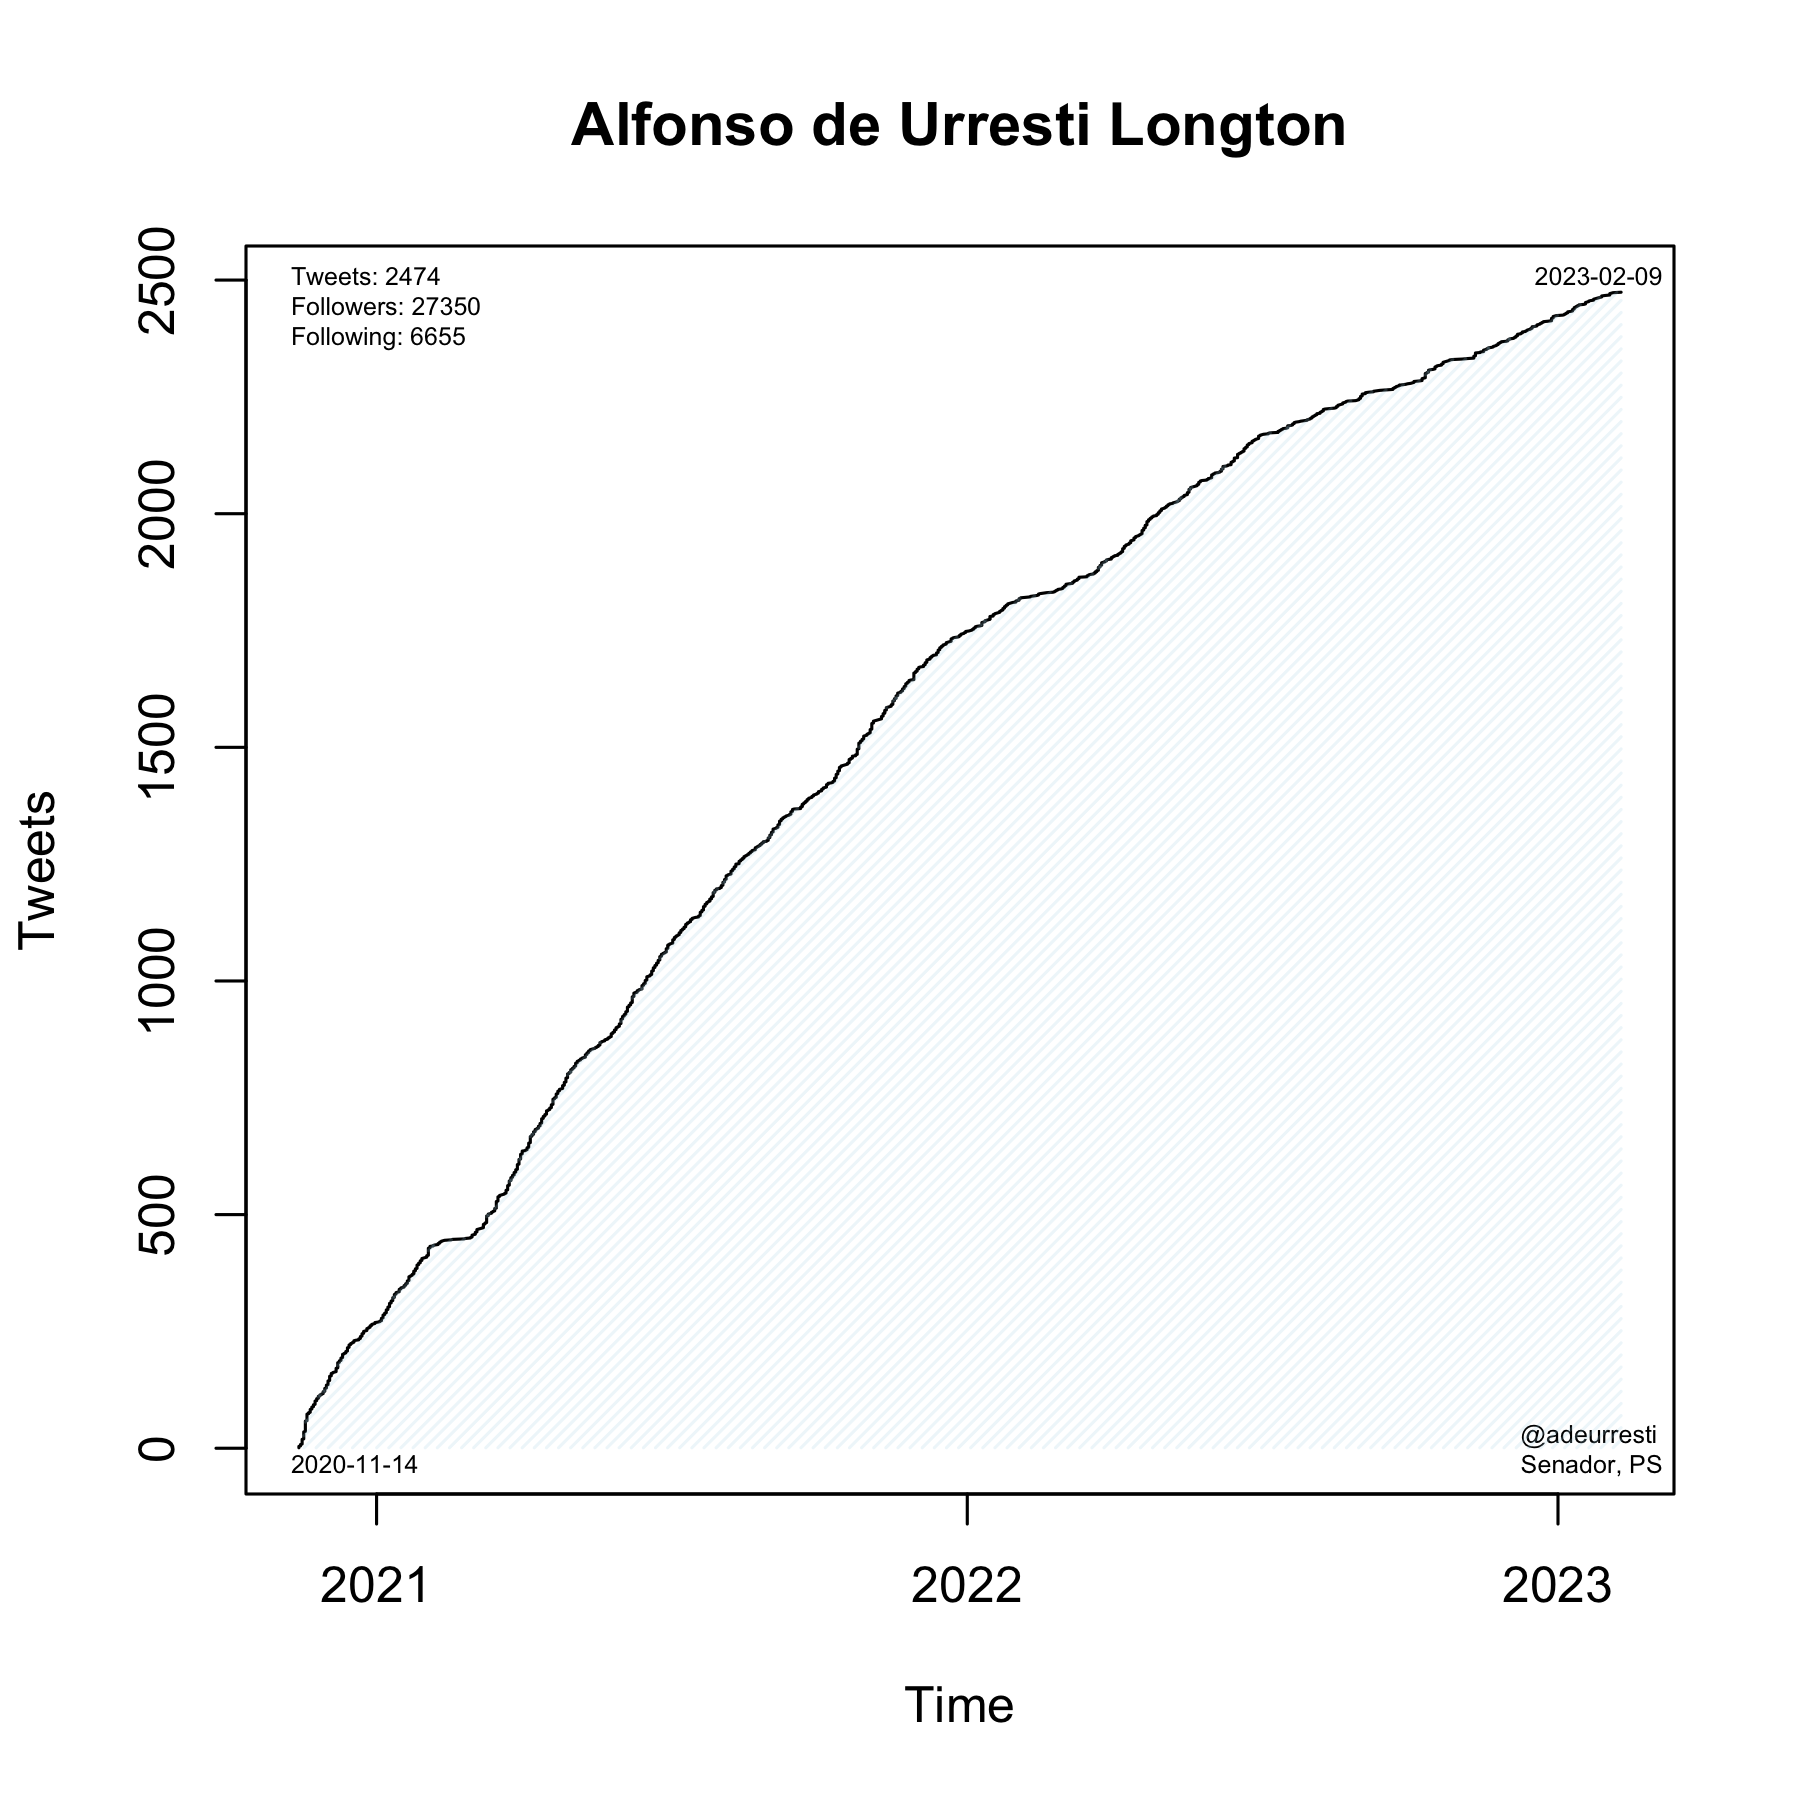 Alfonso de Urresti Longton
Tweets: 2474
Followers: 27350
Following: 6655
2023-02-09
2500
2000
1500
1000
500
0
Tweets
2020-11-14
@adeurresti
Senador, PS
2021
2022
2023
Time